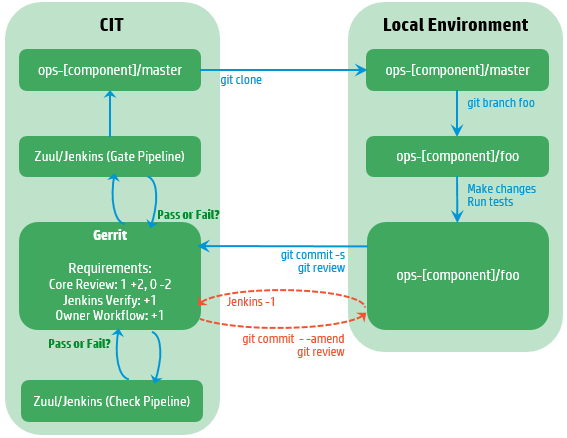 CIT
Local Environment
ops-[component]/master
git clone
ops-[component]/master
git branch foo
Zuul/Jenkins (Gate Pipeline)
ops-[component]/foo
Make changes
Run tests
Pass or Fail?
Gerrit
Requirements:
Core Review: 1 +2, 0 -2
Jenkins Verify: +1
Owner Workflow: +1
git commit -s
git review
ops-[component]/foo
Jenkins -1
git commit --amend
git review
Pass or Fail?
Zuul/Jenkins (Check Pipeline)